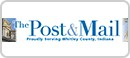 The Post&Mail
Proudly Serving Whitley County, Indiana